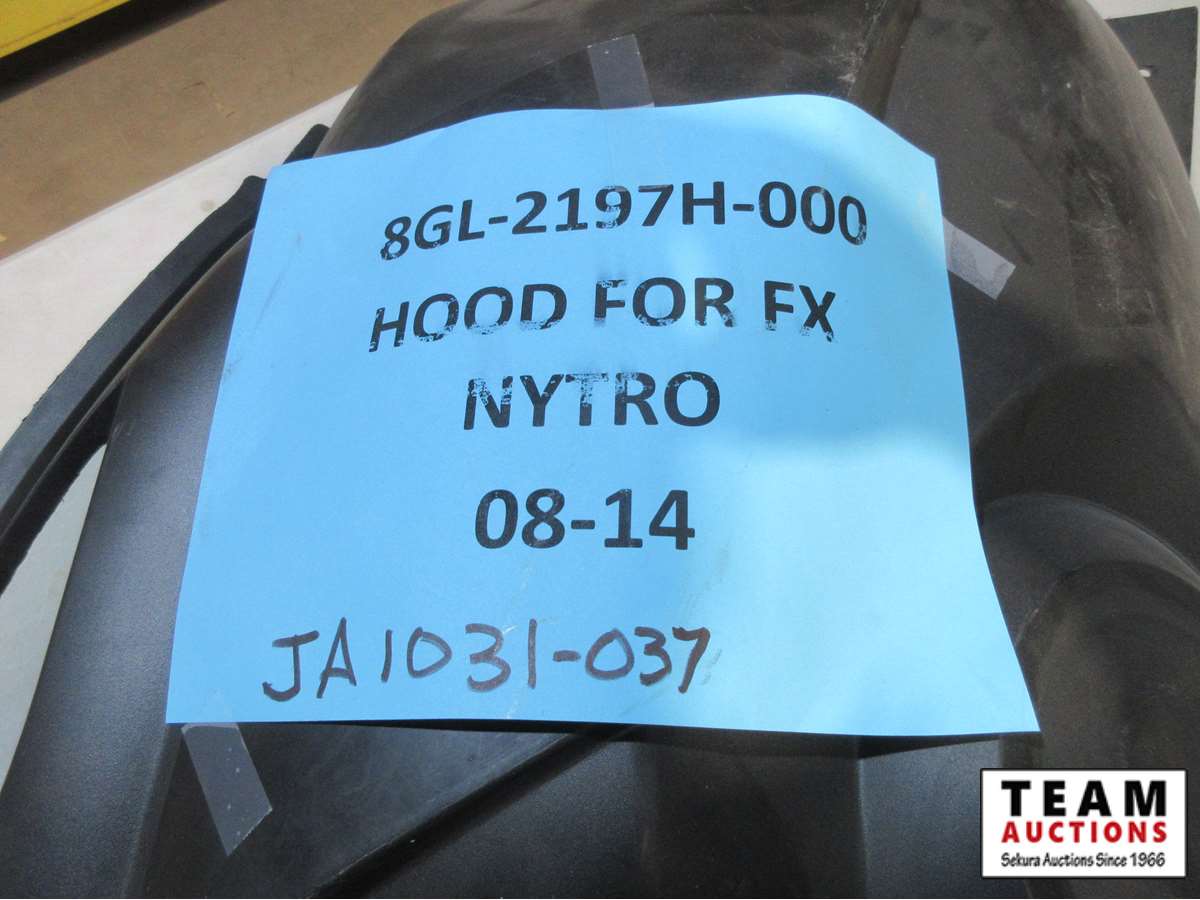 8GL-2197H-000
HOOD FOR FX
NYTRO
08-14
JA1031-037
TEAM
AUCTIONS
Sekura Auctions Since 1966